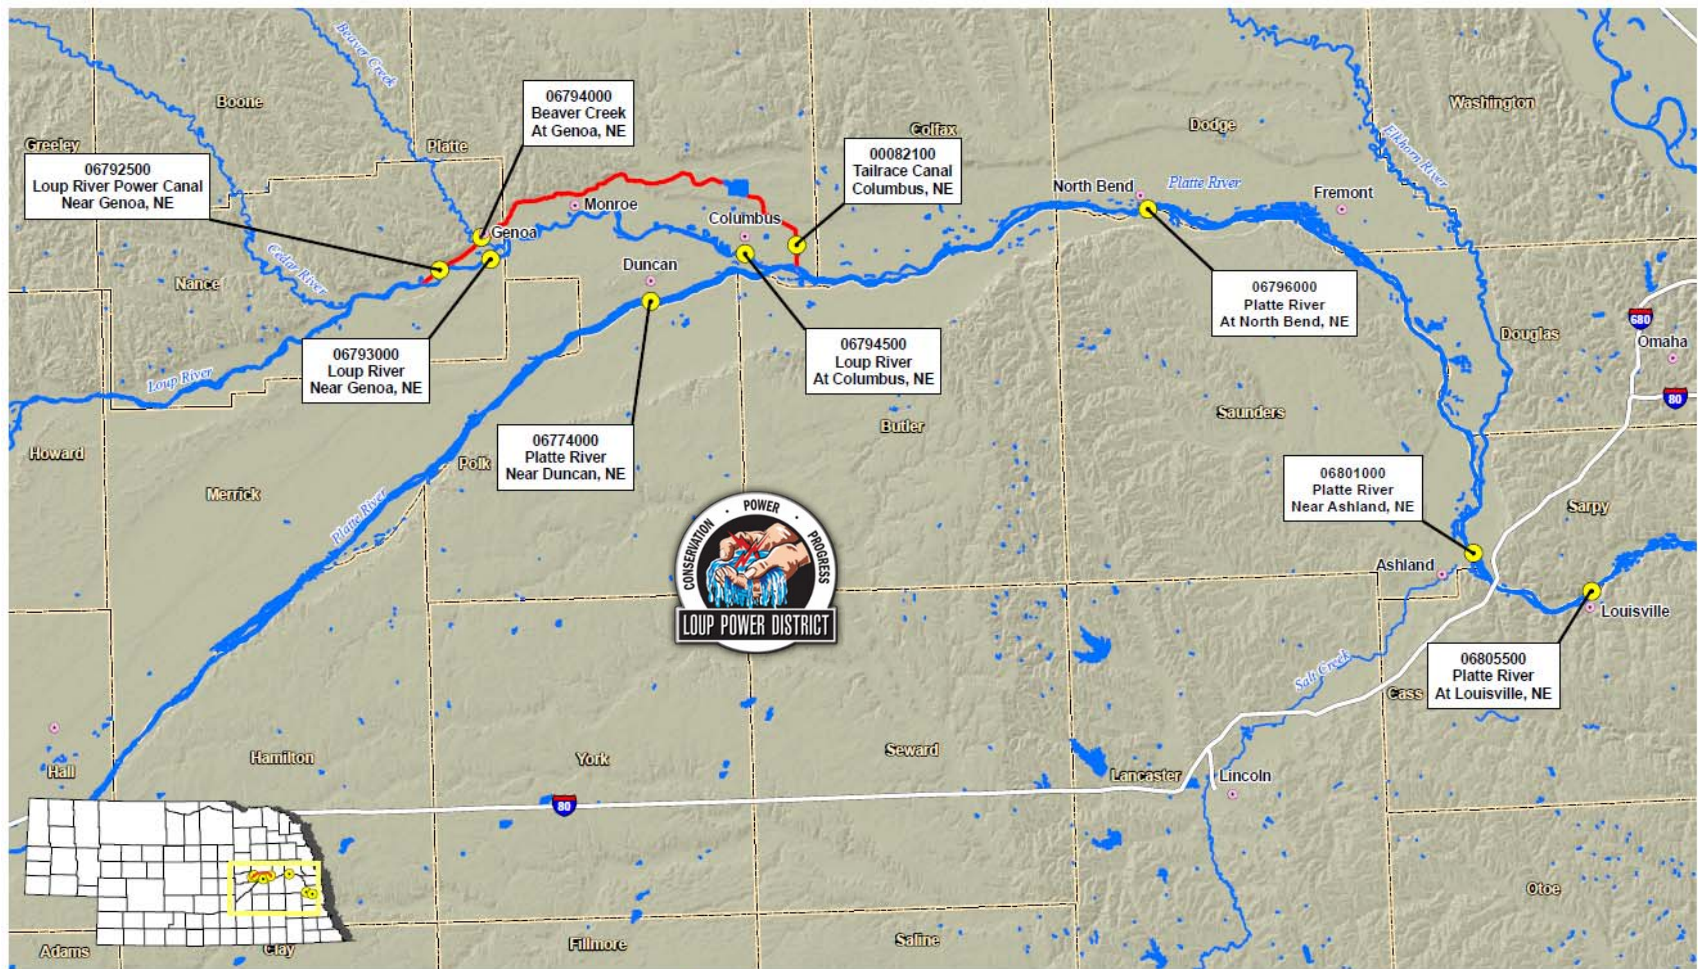 Beaver Creek
Boone
06794000
Beaver Creek
At Genoa, NE
Washington
Greeley
Platte
Colfax
Dodge
Elkhorn River
06792500
Loup River Power Canal
Near Genoa, NE
00082100
Tailrace Canal
Columbus, NE
North Bend
Platte River
Fremont
Monroe
Columbus
Genoa
Cedar River
Nance
Duncan
06796000
Platte River
At North Bend, NE
680
Douglas
Omaha
06793000
Loup River
Near Genoa, NE
06794500
Loup River
At Columbus, NE
Loup River
80
Saunders
Butler
Howard
06774000
Platte River
Near Duncan, NE
Polk
Merrick
Platte River
06801000
Platte River
Near Ashland, NE
Sarpy
CONSERVATION · POWER · PROGRESS
LOUP POWER DISTRICT
Ashland
Louisville
06805500
Platte River
At Louisville, NE
Salt Creek
Cass
Hall
Hamilton
York
Seward
Lancaster
Lincoln
80
Otoe
Adams
Clay
Fillmore
Saline